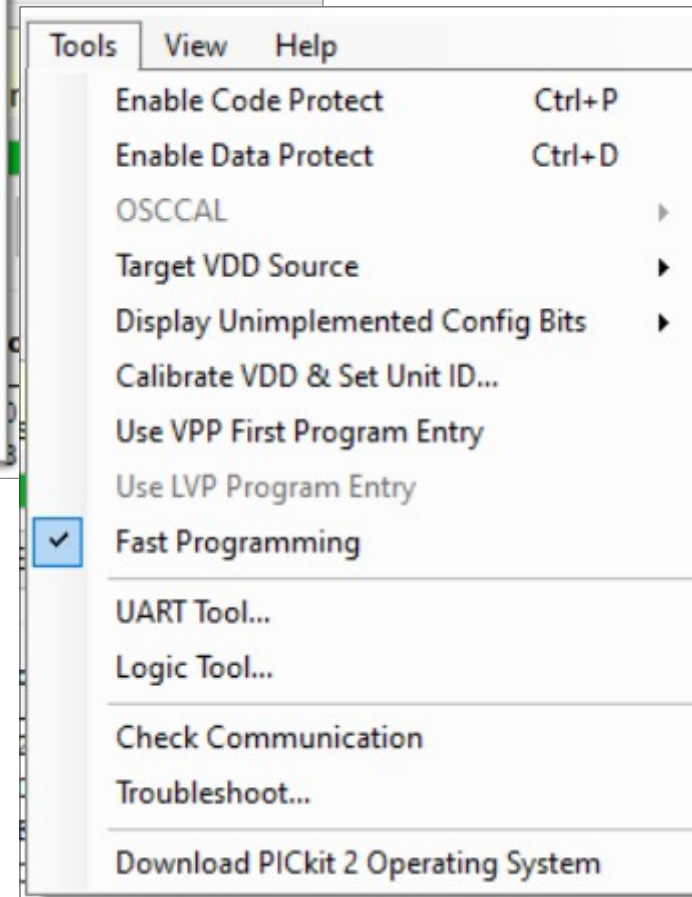 Tools View Help
Enable Code Protect Ctrl+P
Enable Data Protect Ctrl+D
OSCCAL
Target VDD Source
Display Unimplemented Config Bits
Calibrate VDD & Set Unit ID...
Use VPP First Program Entry
Use LVP Program Entry
Fast Programming
UART Tool...
Logic Tool...
Check Communication
Troubleshoot...
Download PICkit 2 Operating System